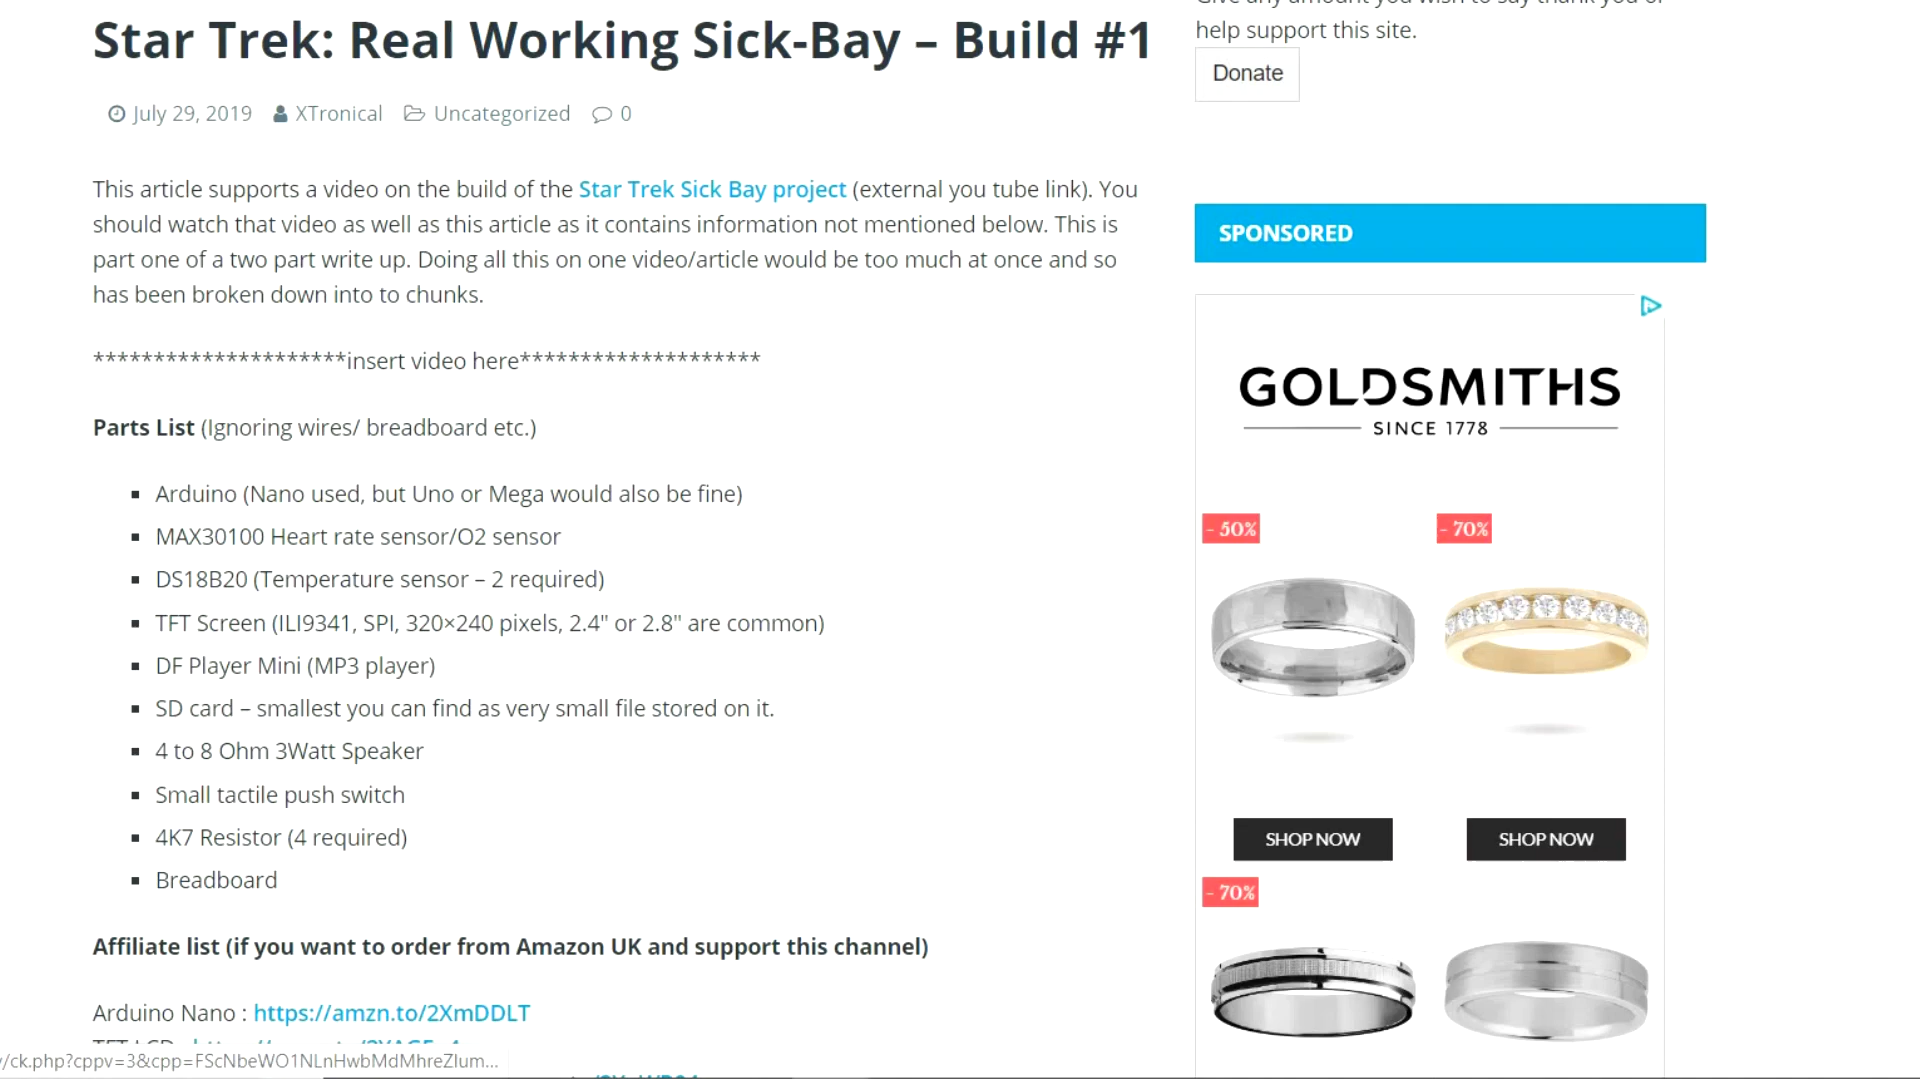 Star Trek: Real Working Sick-Bay – Build #1
July 29, 2019 XTronical Uncategorized 0
This article supports a video on the build of the Star Trek Sick Bay project (external you tube link). You
should watch that video as well as this article as it contains information not mentioned below. This is
part one of a two part write up. Doing all this on one video/article would be too much at once and so
has been broken down into to chunks.
*********************insert video here********************
Parts List (Ignoring wires/ breadboard etc.)
Arduino (Nano used, but Uno or Mega would also be fine)
MAX30100 Heart rate sensor/O2 sensor
DS18B20 (Temperature sensor – 2 required)
TFT Screen (ILI9341, SPI, 320×240 pixels, 2.4" or 2.8" are common)
DF Player Mini (MP3 player)
SD card – smallest you can find as very small file stored on it.
4 to 8 Ohm 3Watt Speaker
Small tactile push switch
4K7 Resistor (4 required)
Breadboard
Affiliate list (if you want to order from Amazon UK and support this channel)
Arduino Nano : https://amzn.to/2XmDDLT
/ck.php?cppv=3&cpp=FScNbeWO1NLnHwbMdMhreZlum...
Give any amount you wish to say thank you or
help support this site.
Donate
SPONSORED
GOLDSMITHS
SINCE 1778
- 50%
- 70%
SHOP NOW
SHOP NOW
- 70%